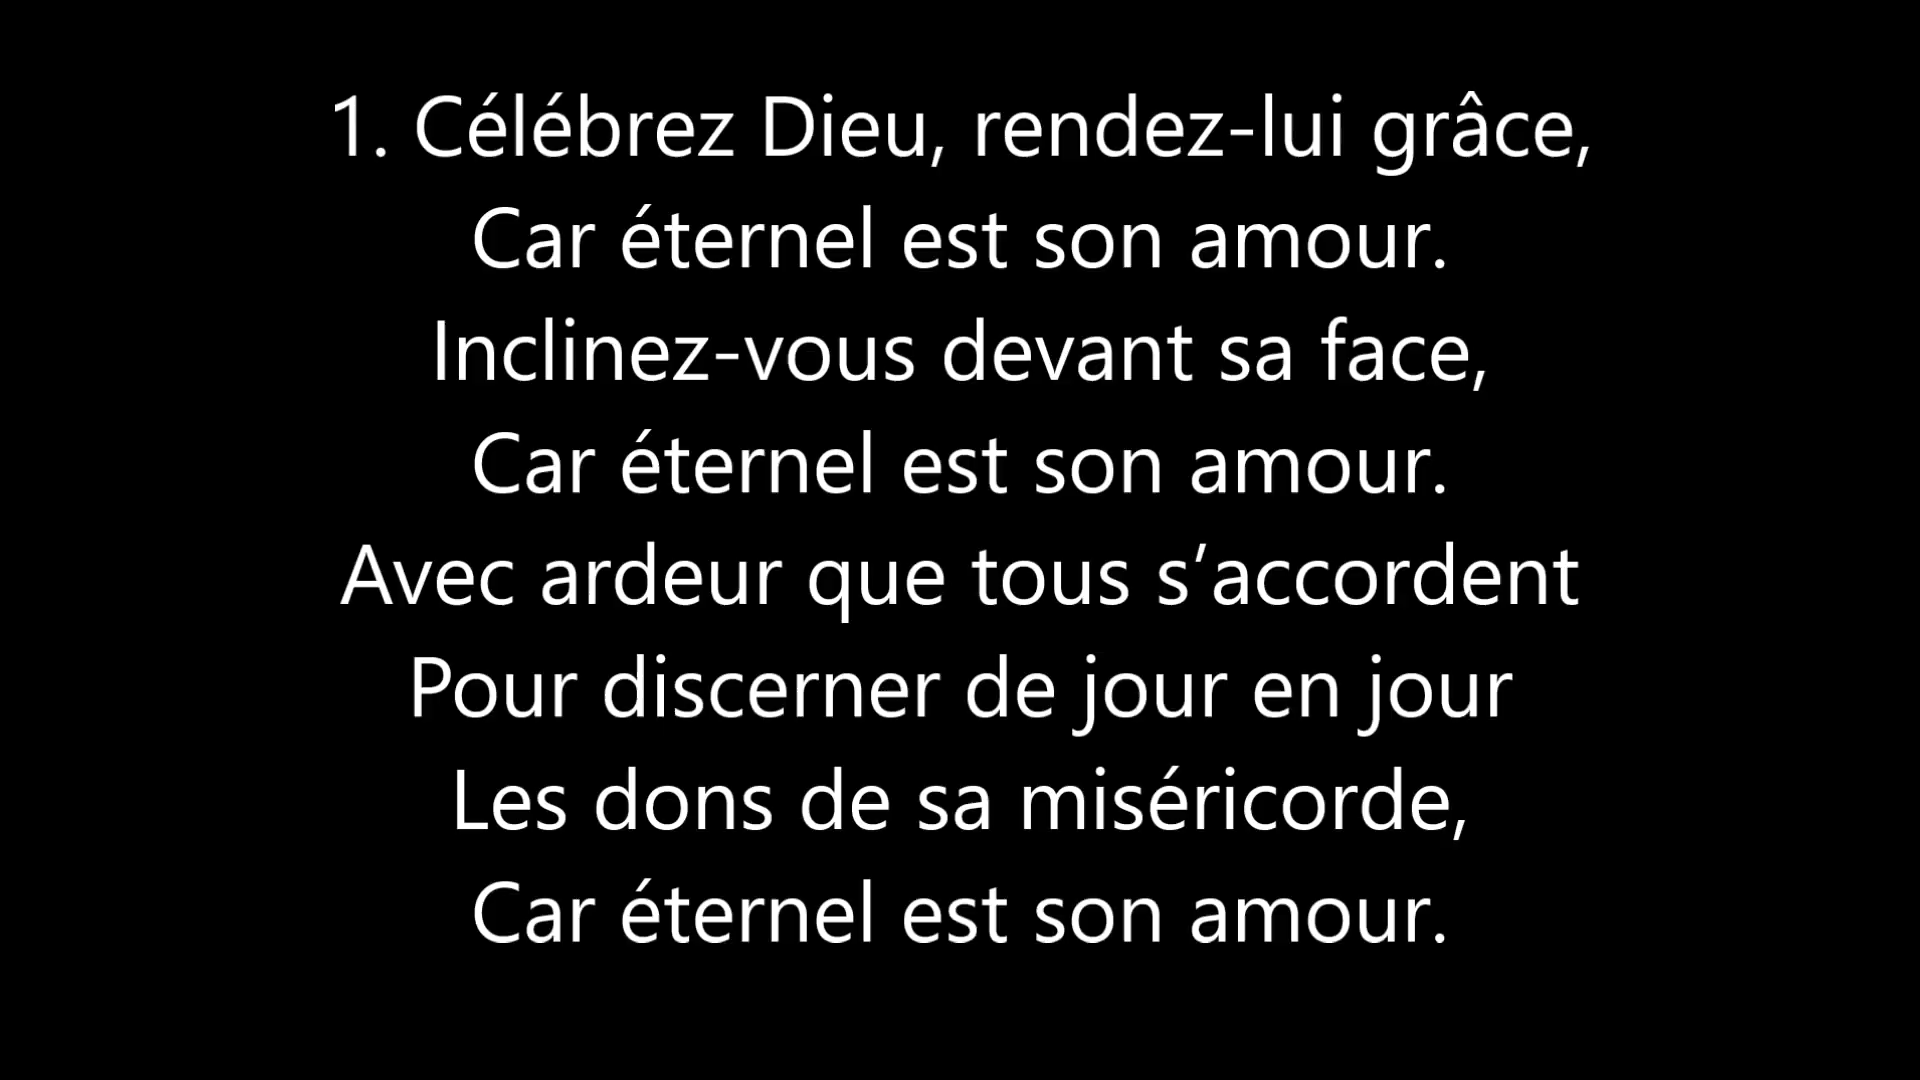 1. Célébrez Dieu, rendez-lui grâce,
Car éternel est son amour.
Inclinez-vous devant sa face,
Car éternel est son amour.
Avec ardeur que tous s’accordent
Pour discerner de jour en jour
Les dons de sa miséricorde,
Car éternel est son amour.